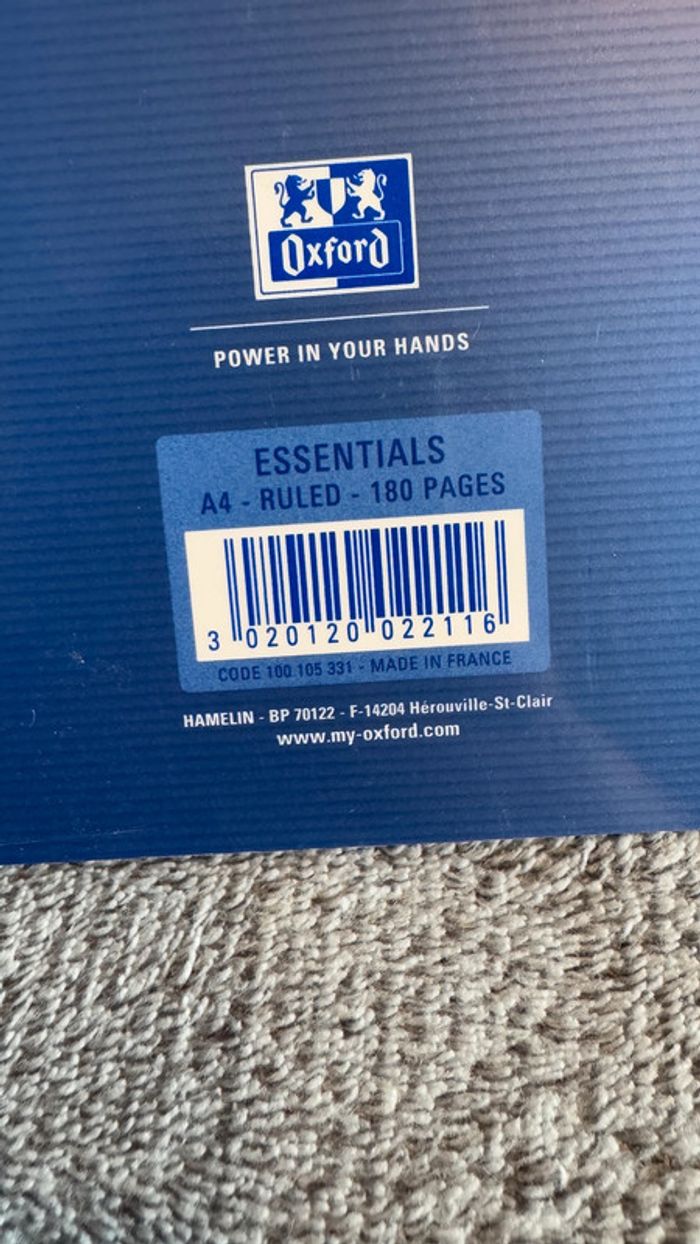 Oxford
POWER IN YOUR HANDS
ESSENTIALS
A4 - RULED - 180 PAGES
3 020120 022116
CODE 100 105 331 - MADE IN FRANCE
HAMELIN - BP 70122 - F-14204 Hérouville-St-Clair
www.my-oxford.com